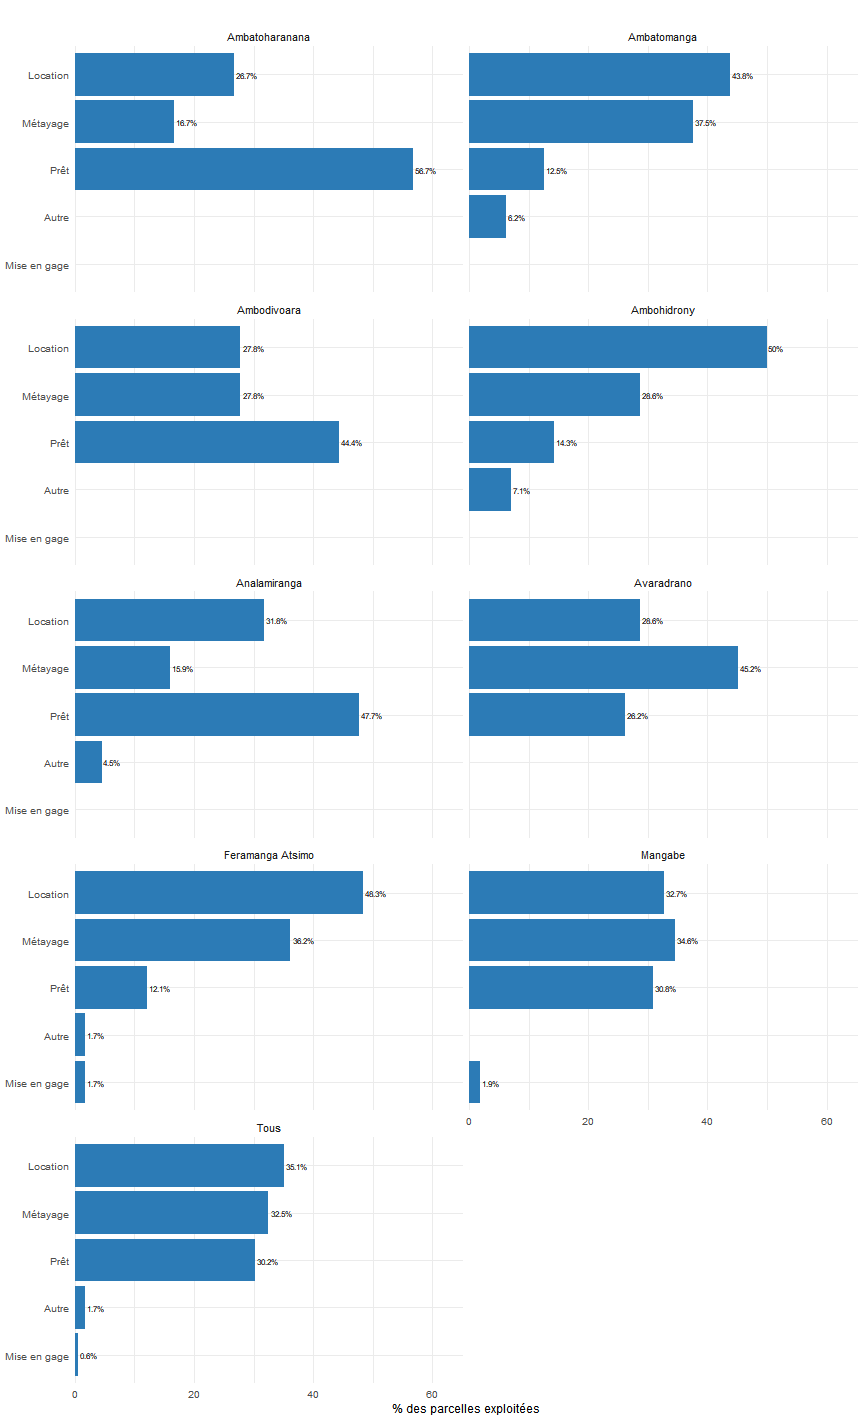 Ambatoharanana
Location 26.7%
Métayage 16.7%
Prêt 56.7%
Autre
Mise en gage
Ambatomanga
43.8%
37.5%
12.5%
6.2%
Ambodivoara
Location 27.8%
Métayage 27.8%
Prêt 44.4%
Autre
Mise en gage
Ambohidrony
50%
28.6%
14.3%
7.1%
Analamiranga
Location 31.8%
Métayage 15.9%
Prêt 47.7%
Autre 4.5%
Mise en gage
Avaradrano
28.6%
45.2%
26.2%
Feramanga Atsimo
Location 48.3%
Métayage 36.2%
Prêt 12.1%
Autre 1.7%
Mise en gage 1.7%
Mangabe
32.7%
34.6%
30.8%
1.9%
0 20 40 60
Tous
Location 35.1%
Métayage 32.5%
Prêt 30.2%
Autre 1.7%
Mise en gage 0.6%
0 20 40 60
% des parcelles exploitées